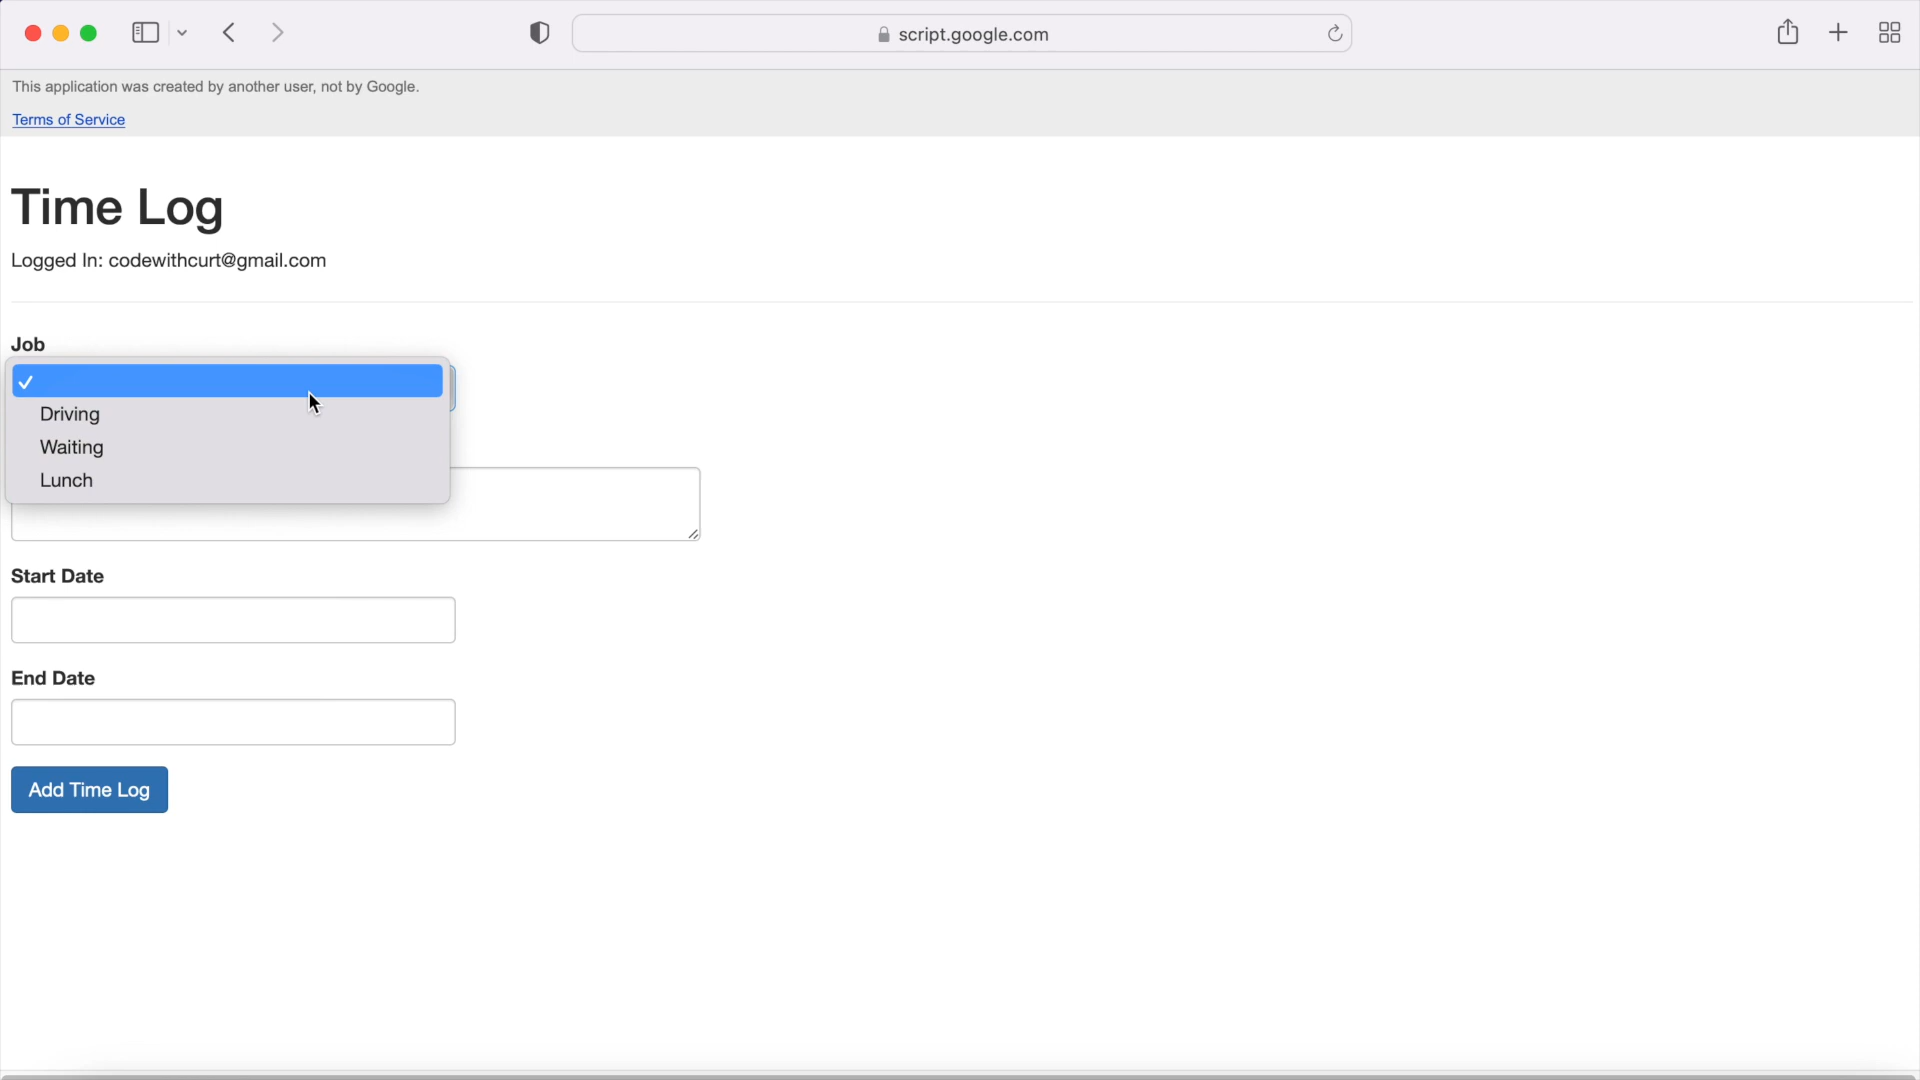 script.google.com
This application was created by another user, not by Google.
Terms of Service
Time Log
Logged In: codewithcurt@gmail.com
Job
Driving
Waiting
Lunch
Start Date
End Date
Add Time Log